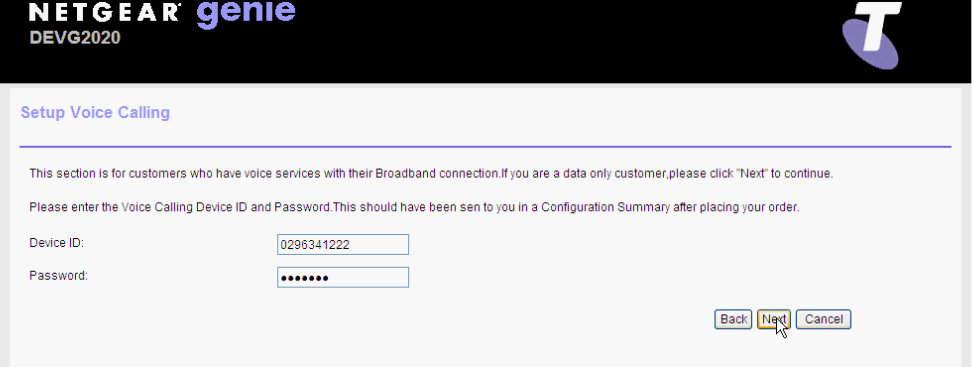 NETGEAR® genie
DEVG2020
T
Setup Voice Calling
This section is for customers who have voice services with their Broadband connection.If you are a data only customer,please click "Next" to continue.
Please enter the Voice Calling Device ID and Password.This should have been sen to you in a Configuration Summary after placing your order.
Device ID: 0296341222
Password: •••••••
Back Next Cancel